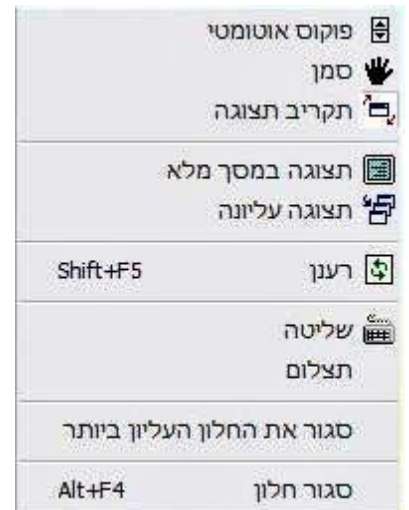 פוקוס אוטומטי
סמן
תקריב תצוגה
תצוגה במסך מלא
תצוגה עליונה
רענן Shift+F5
שליטה
תצלום
סגור את החלון העליון ביותר
סגור חלון Alt+F4